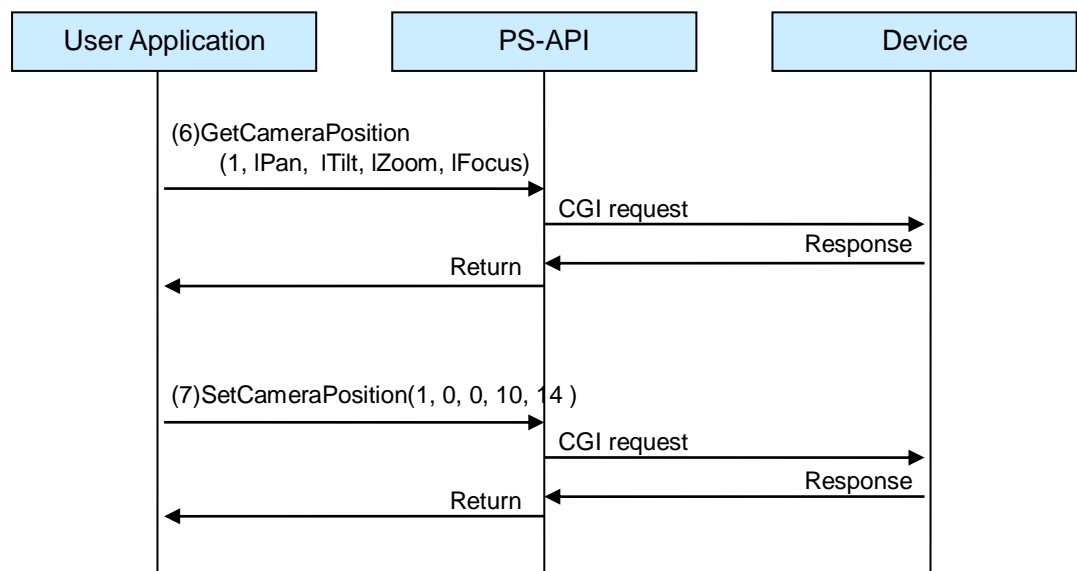 User Application
PS-API
Device
(6)GetCameraPosition
(1, lPan, lTilt, lZoom, lFocus)
CGI request
Response
Return
(7)SetCameraPosition(1, 0, 0, 10, 14 )
CGI request
Response
Return